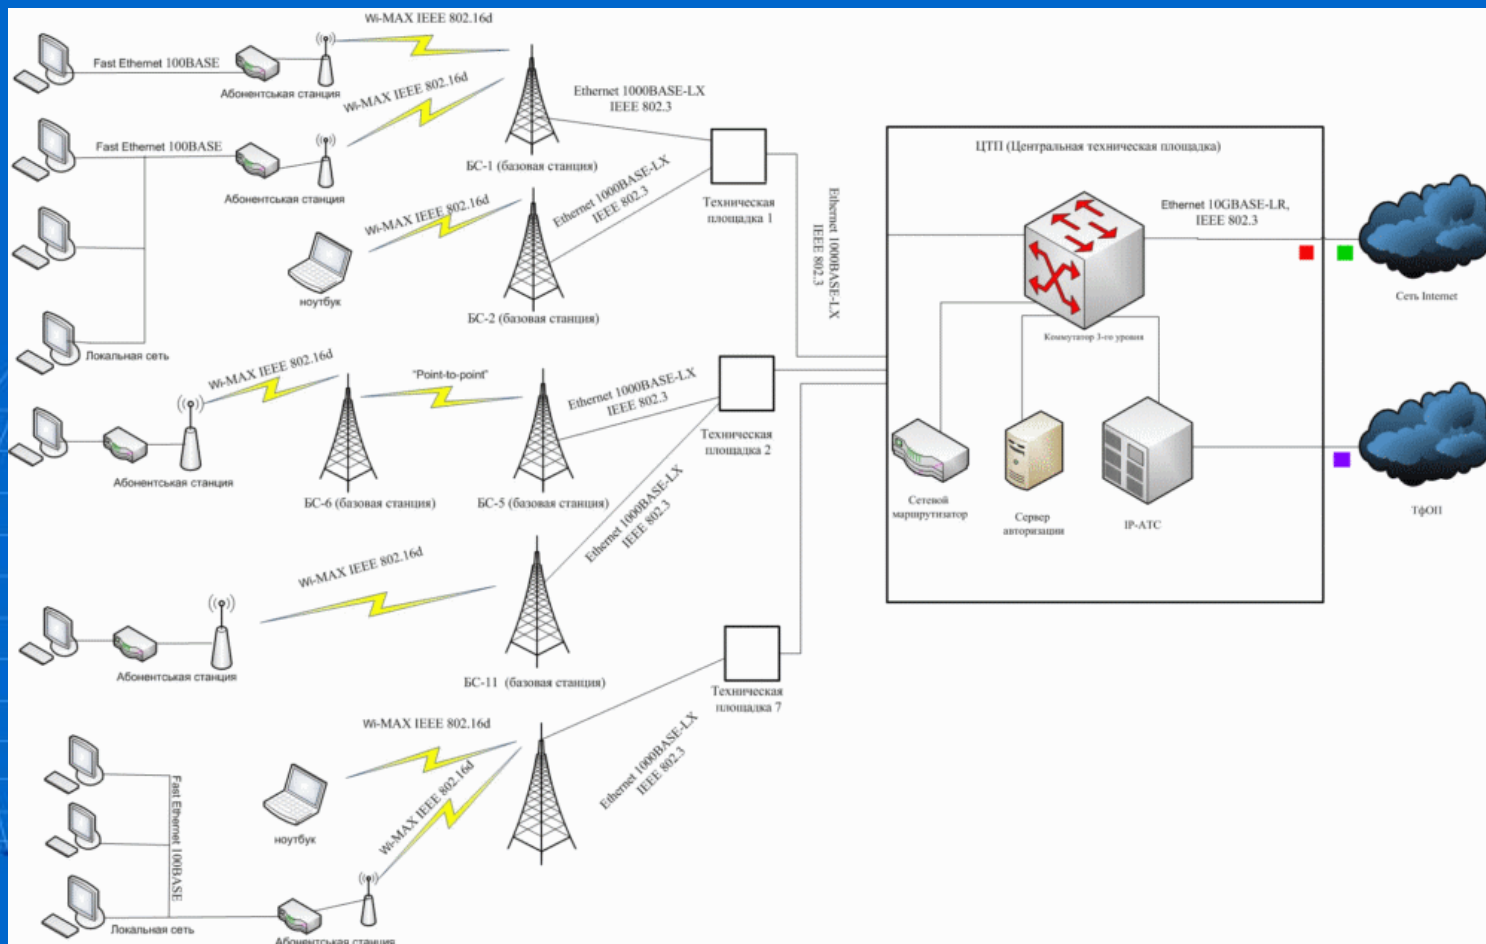 Wi-MAX IEEE 802.16d
Fast Ethernet 100BASE
Абонентськая станция
Wi-MAX IEEE 802.16d
Ethernet 1000BASE-LX
IEEE 802.3
Fast Ethernet 100BASE
Абонентськая станция
БС-1 (базовая станция)
Ethernet 1000BASE-LX
IEEE 802.3
Техническая
площадка 1
Wi-MAX IEEE 802.16d
ноутбук
БС-2 (базовая станция)
Локальная сеть
Ethernet 1000BASE-LX
IEEE 802.3
ЦТП (Центральная техническая площадка)
Ethernet 10GBASE-LR,
IEEE 802.3
Сеть Internet
Коммутатор 3-го уровня
Wi-MAX IEEE 802.16d
"Point-to-point"
Ethernet 1000BASE-LX
IEEE 802.3
Техническая
площадка 2
Абонентськая станция
БС-6 (базовая станция)
БС-5 (базовая станция)
Ethernet 1000BASE-LX
IEEE 802.3
Сетевой
маршрутизатор
Сервер
авторизации
IP-АТС
ТфОП
Wi-MAX IEEE 802.16d
Абонентськая станция
БС-11 (базовая станция)
Техническая
площадка 7
Wi-MAX IEEE 802.16d
Ethernet 1000BASE-LX
IEEE 802.3
Fast Ethernet 100BASE
ноутбук
Wi-MAX IEEE 802.16d
Локальная сеть
Абонентськая станция